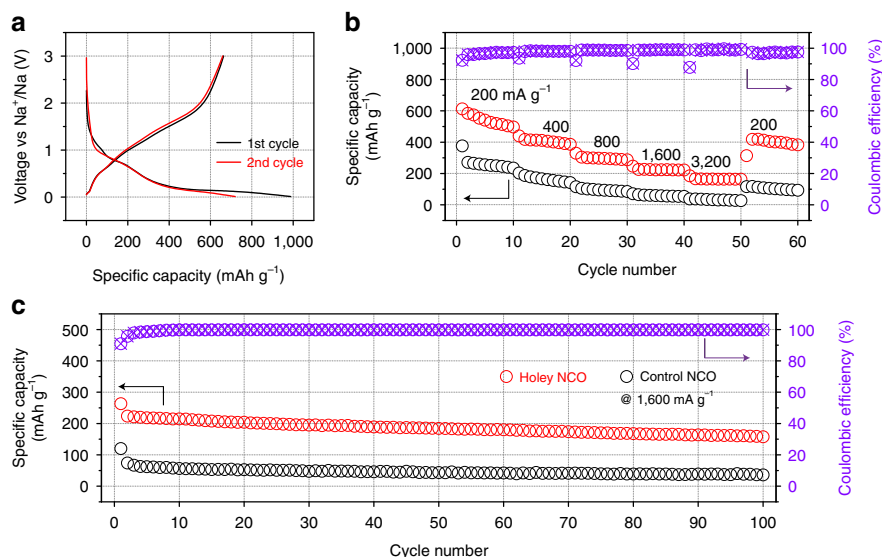 a
Voltage vs Na⁺/Na (V)
3
2
1
0
1st cycle
2nd cycle
0 200 400 600 800 1,000
Specific capacity (mAh g⁻¹)
b
Specific capacity
(mAh g⁻¹)
1,000
800
600
400
200
0
200 mA g⁻¹
400
800
1,600
3,200
200
100
80
60
40
20
0
Coulombic efficiency (%)
0 10 20 30 40 50 60
Cycle number
c
Specific capacity
(mAh g⁻¹)
500
400
300
200
100
0
Holey NCO Control NCO
@ 1,600 mA g⁻¹
100
80
60
40
20
0
Coulombic efficiency (%)
0 10 20 30 40 50 60 70 80 90 100
Cycle number